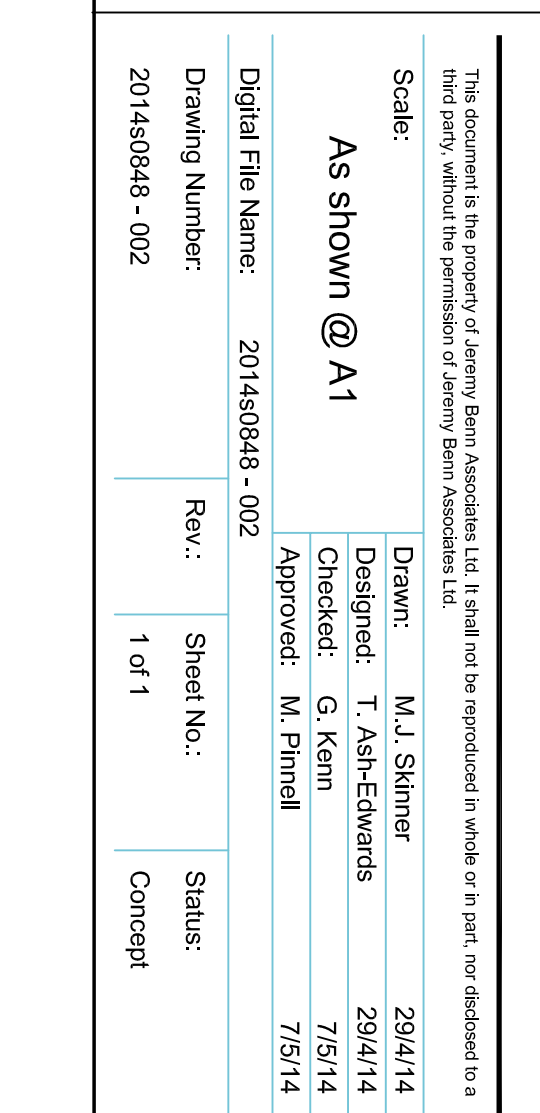 This document is the property of Jeremy Benn Associates Ltd. It shall not be reproduced in whole or in part, nor disclosed to a
third party, without the permission of Jeremy Benn Associates Ltd.
Scale:
As shown @ A1
Drawn: M.J. Skinner 29/4/14
Designed: T. Ash-Edwards 29/4/14
Checked: G. Kenn 7/5/14
Approved: M. Pinnell 7/5/14
Digital File Name: 2014s0848 - 002
Drawing Number: Rev.: Sheet No.: Status:
2014s0848 - 002 1 of 1 Concept